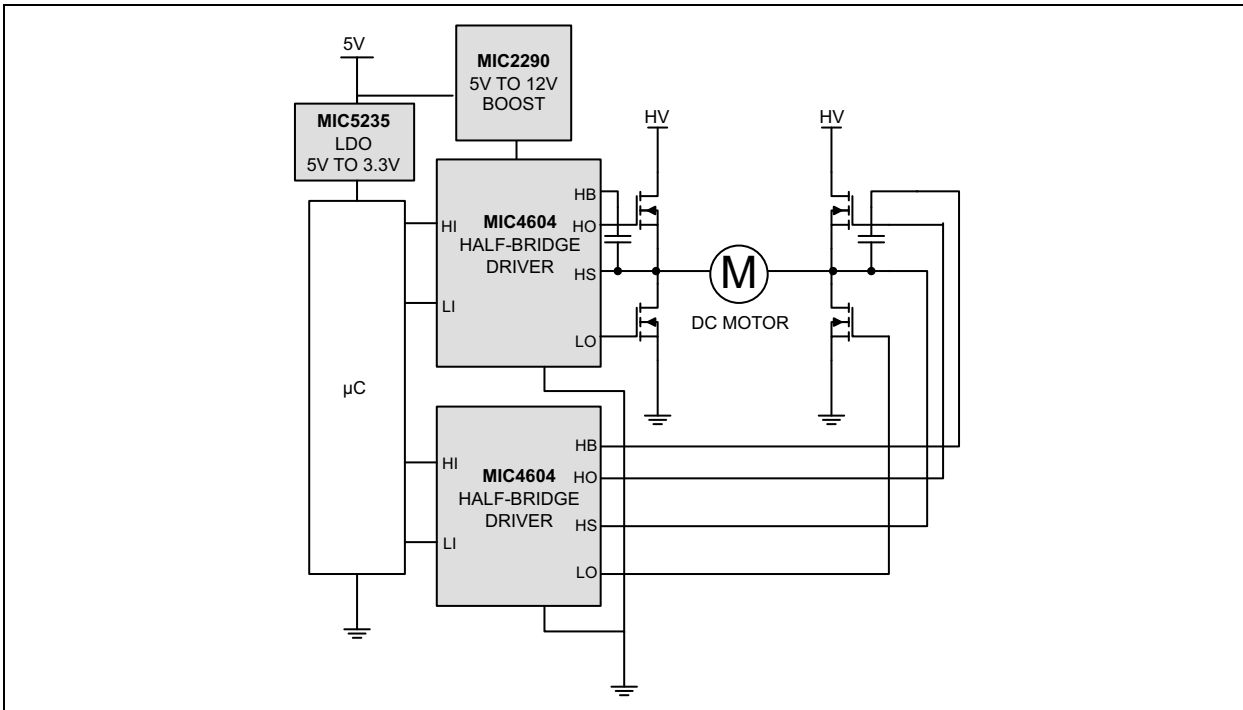 5V
MIC2290
5V TO 12V
BOOST
MIC5235
LDO
5V TO 3.3V
HV
HV
HB
HI
MIC4604
HO
HALF-BRIDGE
DRIVER
HS
M
LI
DC MOTOR
LO
µC
HB
HI
MIC4604
HO
HALF-BRIDGE
DRIVER
HS
LI
LO